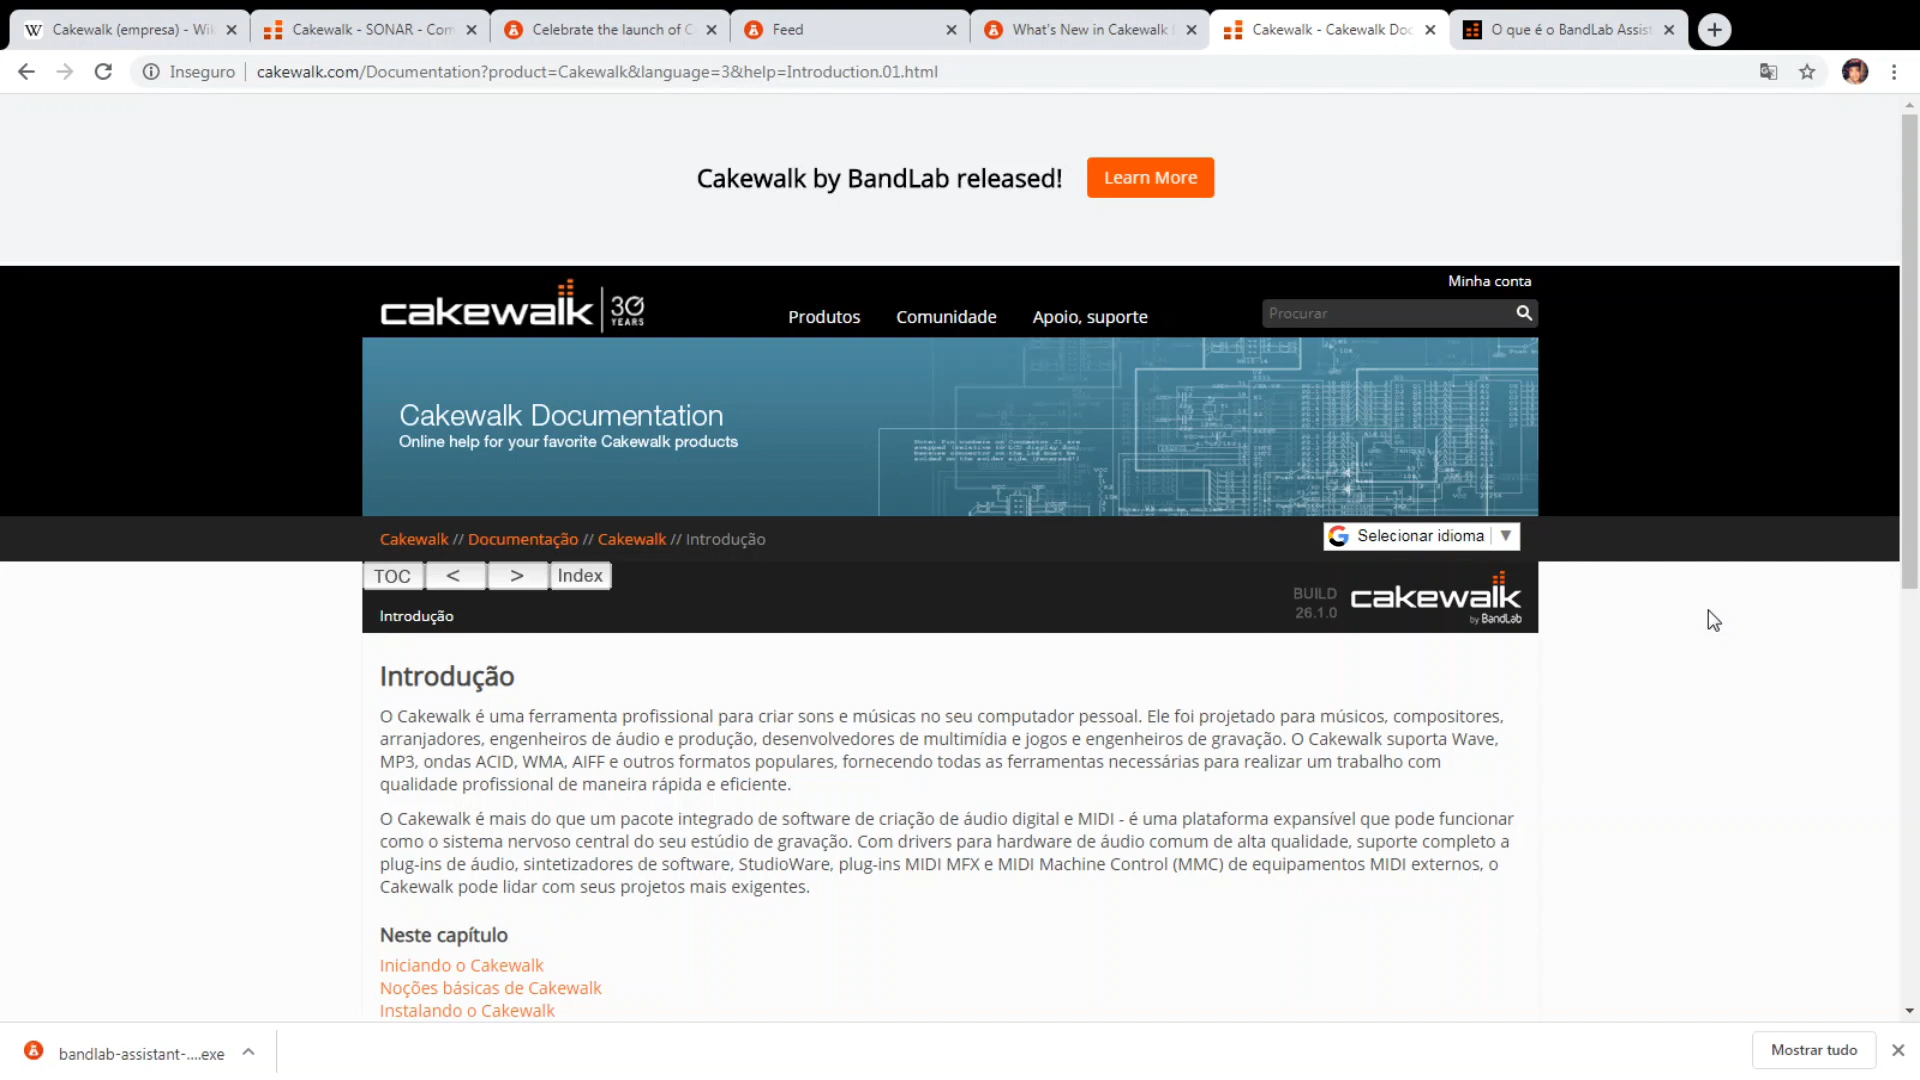 Cakewalk (empresa) - Wik
Cakewalk - SONAR - Com
Celebrate the launch of C
Feed
What's New in Cakewalk
Cakewalk - Cakewalk Doc
O que é o BandLab Assist
Inseguro
cakewalk.com/Documentation?product=Cakewalk&language=3&help=Introduction.01.html
Cakewalk by BandLab released!
Learn More
Minha conta
cakewalk 30 YEARS
Produtos
Comunidade
Apoio, suporte
Procurar
Cakewalk Documentation
Online help for your favorite Cakewalk products
Cakewalk // Documentação // Cakewalk // Introdução
Selecionar idioma
TOC
<
>
Index
BUILD
26.1.0
cakewalk
by BandLab
Introdução
Introdução
O Cakewalk é uma ferramenta profissional para criar sons e músicas no seu computador pessoal. Ele foi projetado para músicos, compositores,
arranjadores, engenheiros de áudio e produção, desenvolvedores de multimídia e jogos e engenheiros de gravação. O Cakewalk suporta Wave,
MP3, ondas ACID, WMA, AIFF e outros formatos populares, fornecendo todas as ferramentas necessárias para realizar um trabalho com
qualidade profissional de maneira rápida e eficiente.
O Cakewalk é mais do que um pacote integrado de software de criação de áudio digital e MIDI - é uma plataforma expansível que pode funcionar
como o sistema nervoso central do seu estúdio de gravação. Com drivers para hardware de áudio comum de alta qualidade, suporte completo a
plug-ins de áudio, sintetizadores de software, StudioWare, plug-ins MIDI MFX e MIDI Machine Control (MMC) de equipamentos MIDI externos, o
Cakewalk pode lidar com seus projetos mais exigentes.
Neste capítulo
Iniciando o Cakewalk
Noções básicas de Cakewalk
Instalando o Cakewalk
bandlab-assistant-....exe
Mostrar tudo